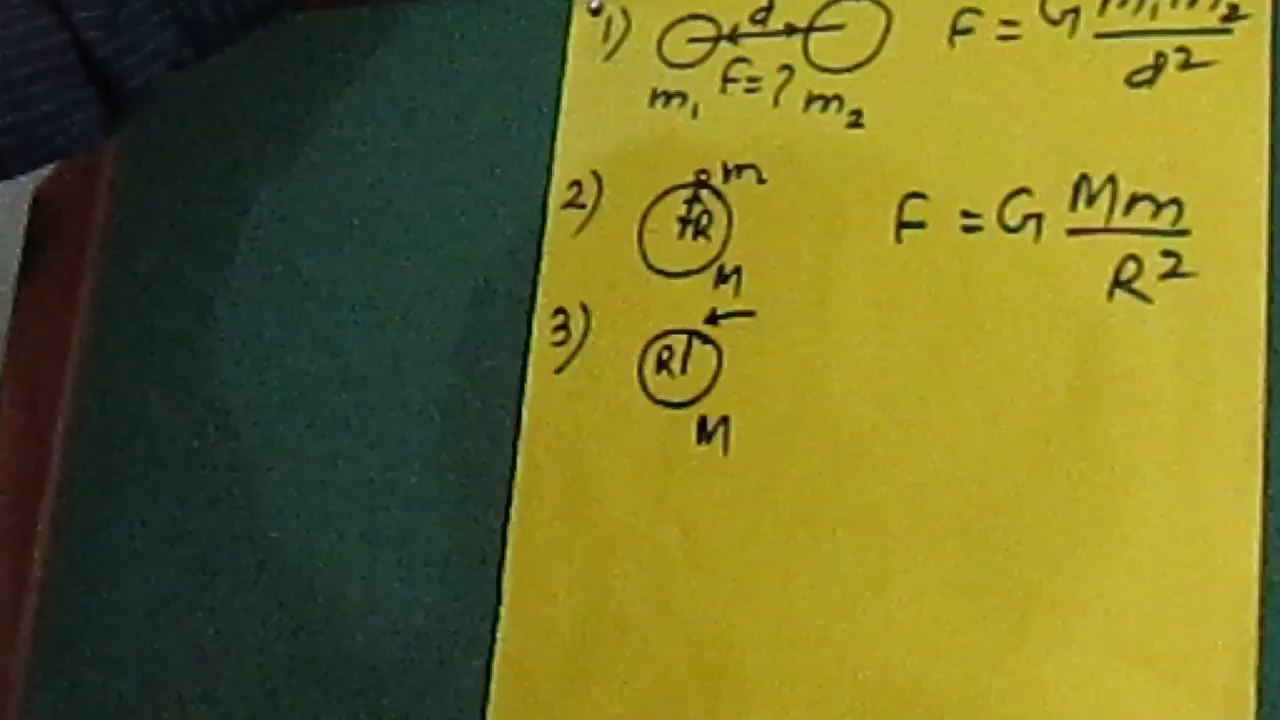 1) d F = G m₁m₂ / d²
m₁ F = ? m₂
2) m R M F = G Mm / R²
3) R M